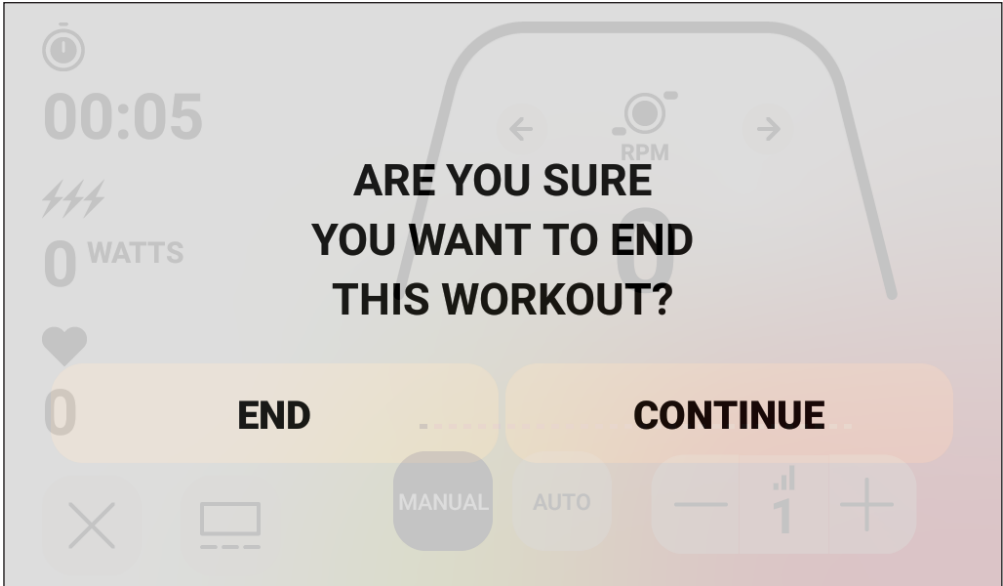 00:05
RPM
0
0 WATTS
ARE YOU SURE
YOU WANT TO END
THIS WORKOUT?
0
END
CONTINUE
MANUAL
AUTO
1